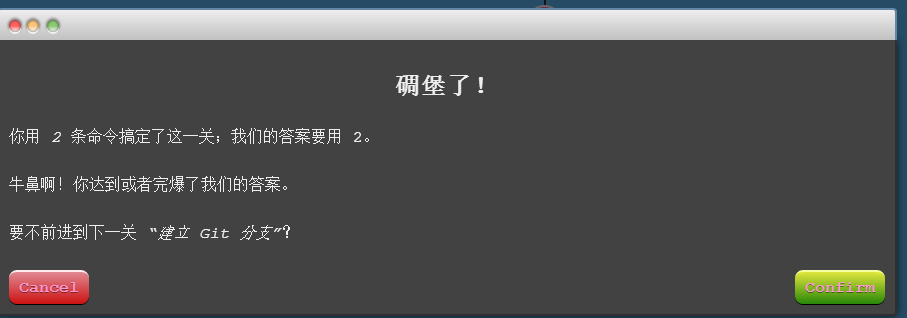 碉堡了!
你用 2 条命令搞定了这一关；我们的答案要用 2。
牛鼻啊！你达到或者完爆了我们的答案。
要不前进到下一关 “建立 Git 分支”？
Cancel
Confirm